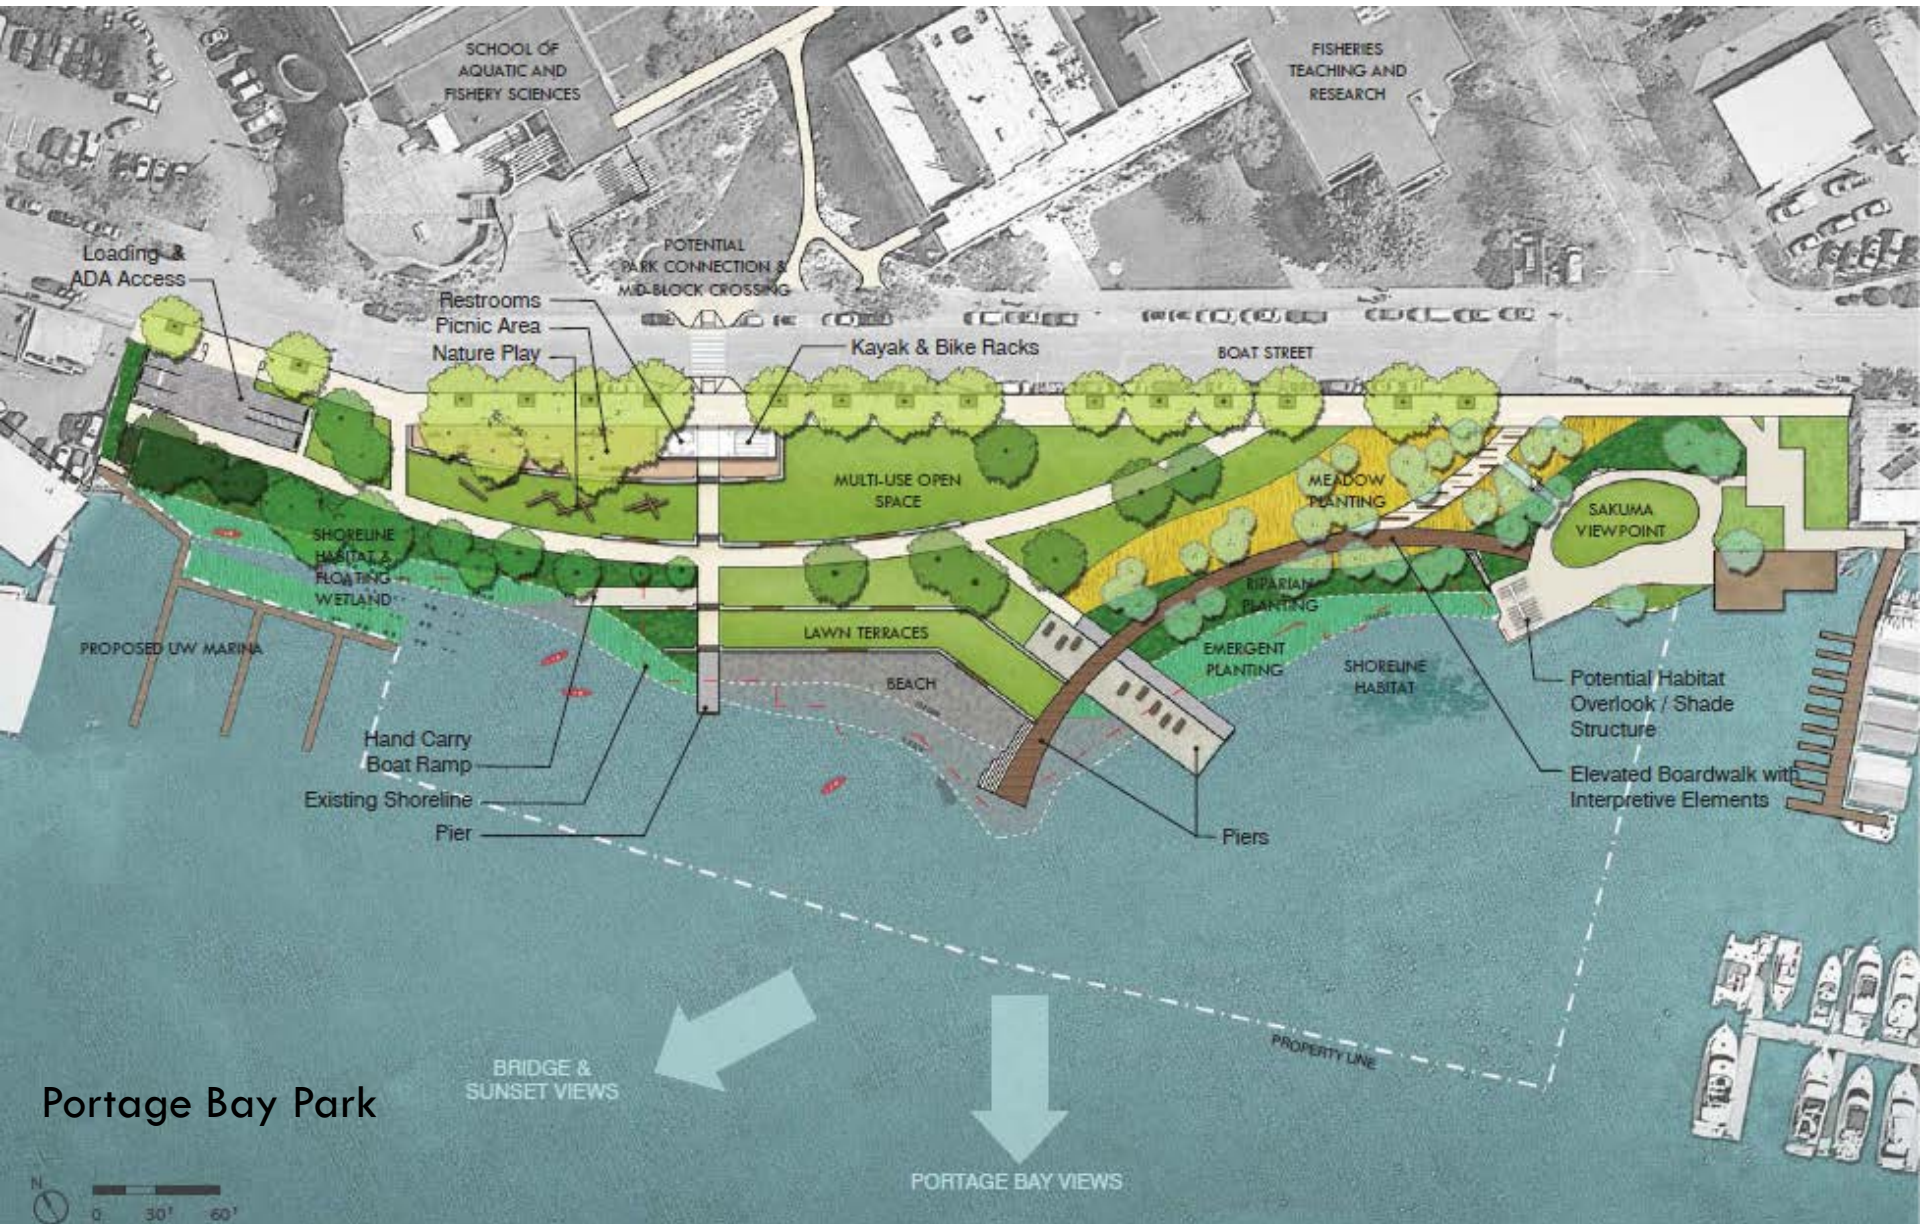 SCHOOL OF
AQUATIC AND
FISHERY SCIENCES
FISHERIES
TEACHING AND
RESEARCH
Loading &
ADA Access
POTENTIAL
PARK CONNECTION &
MID-BLOCK CROSSING
Restrooms
Picnic Area
Nature Play
Kayak & Bike Racks
BOAT STREET
MULTI-USE OPEN
SPACE
MEADOW
PLANTING
SAKUMA
VIEWPOINT
SHORELINE
HABITAT &
FLOATING
WETLAND
RIPARIAN
PLANTING
PROPOSED UW MARINA
LAWN TERRACES
EMERGENT
PLANTING
BEACH
SHORELINE
HABITAT
Potential Habitat
Overlook / Shade
Structure
Hand Carry
Boat Ramp
Existing Shoreline
Pier
Elevated Boardwalk with
Interpretive Elements
Piers
PROPERTY LINE
BRIDGE &
SUNSET VIEWS
PORTAGE BAY VIEWS
Portage Bay Park
N
0 30' 60'